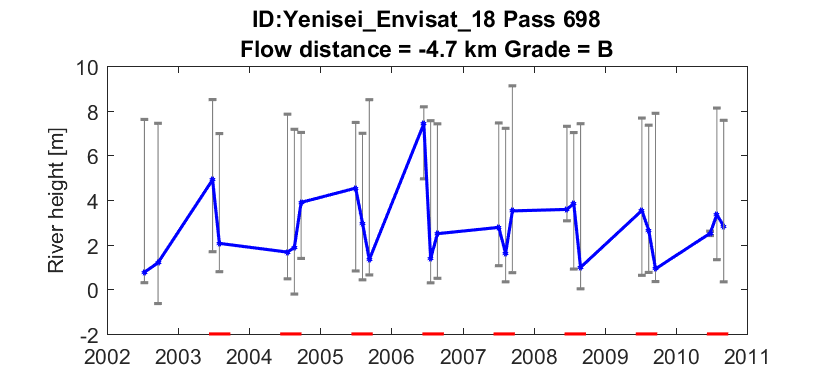 ID:Yenisei_Envisat_18 Pass 698
Flow distance = -4.7 km Grade = B
River height [m]
10
8
6
4
2
0
-2
2002 2003 2004 2005 2006 2007 2008 2009 2010 2011